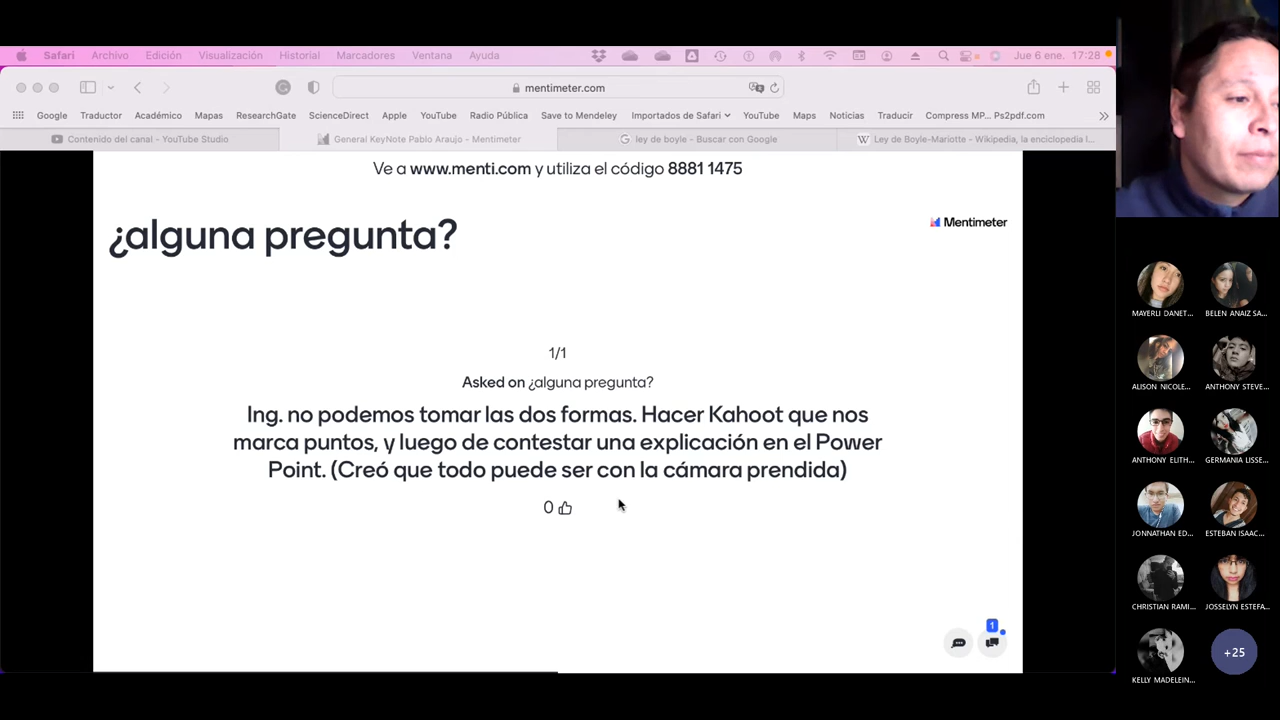 Safari Archivo Edición Visualización Historial Marcadores Ventana Ayuda Jue 6 ene. 17:28
mentimeter.com
Google Traductor Académico Mapas ResearchGate ScienceDirect Apple YouTube Radio Pública Save to Mendeley Importados de Safari YouTube Maps Noticias Traducir Compress MP... Ps2pdf.com
Contenido del canal - YouTube Studio General KeyNote Pablo Araujo - Mentimeter ley de boyle - Buscar con Google Ley de Boyle-Mariotte - Wikipedia, la enciclopedia l...
Ve a www.menti.com y utiliza el código 8881 1475
¿alguna pregunta?
Mentimeter
1/1
Asked on ¿alguna pregunta?
Ing. no podemos tomar las dos formas. Hacer Kahoot que nos
marca puntos, y luego de contestar una explicación en el Power
Point. (Creó que todo puede ser con la cámara prendida)
0
1
MAYERLI DANET... BELEN ANAIZ SA...
ALISON NICOLE... ANTHONY STEVE...
ANTHONY ELITH... GERMANIA LISSE...
JONNATHAN ED... ESTEBAN ISAAC...
CHRISTIAN RAMI... JOSSELYN ESTEFA...
KELLY MADELEIN... +25